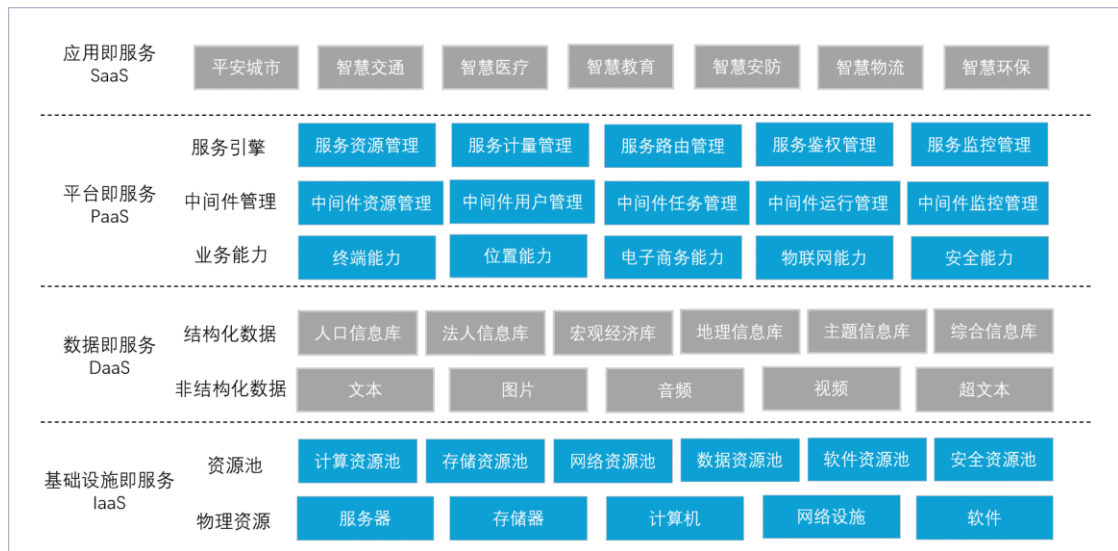 应用即服务
SaaS
平安城市 智慧交通 智慧医疗 智慧教育 智慧安防 智慧物流 智慧环保
服务引擎 服务资源管理 服务计量管理 服务路由管理 服务鉴权管理 服务监控管理
平台即服务
PaaS
中间件管理 中间件资源管理 中间件用户管理 中间件任务管理 中间件运行管理 中间件监控管理
业务能力 终端能力 位置能力 电子商务能力 物联网能力 安全能力
数据即服务
DaaS
结构化数据 人口信息库 法人信息库 宏观经济库 地理信息库 主题信息库 综合信息库
非结构化数据 文本 图片 音频 视频 超文本
基础设施即服务
IaaS
资源池 计算资源池 存储资源池 网络资源池 数据资源池 软件资源池 安全资源池
物理资源 服务器 存储器 计算机 网络设施 软件